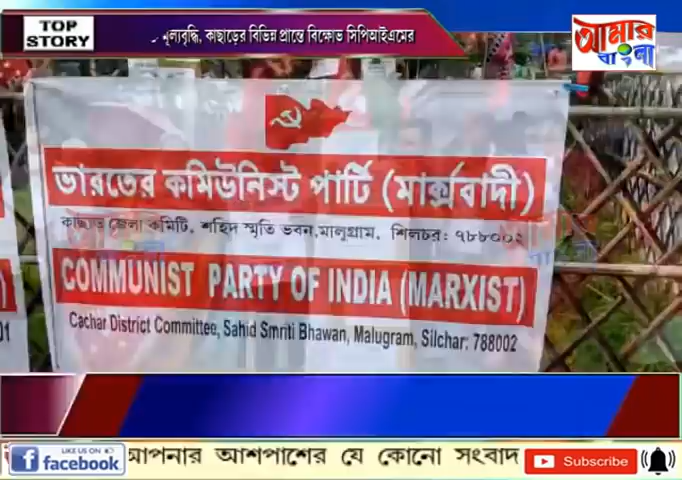 TOP
STORY
মূল্যবৃদ্ধি, কাছাড়ের বিভিন্ন প্রান্তে বিক্ষোভ সিপিআইএমের
আমার
বাংলা
ভারতের কমিউনিস্ট পার্টি (মার্ক্সবাদী)
কাছাড় জেলা কমিটি, শহিদ স্মৃতি ভবন, মালুগ্রাম, শিলচর: ৭৮৮০০২
COMMUNIST PARTY OF INDIA (MARXIST)
Cachar District Committee, Sahid Smriti Bhawan, Malugram, Silchar: 788002
LIKE US ON
facebook
আপনার আশপাশের যে কোনো সংবাদ
Subscribe